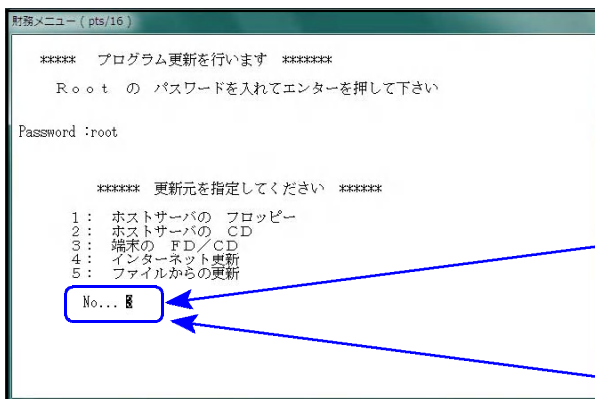 財務メニュー ( pts/16 )
***** プログラム更新を行います *******
Ｒｏｏｔ の パスワードを入れてエンターを押して下さい
Password :root
****** 更新元を指定してください ******
１： ホストサーバの フロッピー
２： ホストサーバの ＣＤ
３： 端末の ＦＤ／ＣＤ
４： インターネット更新
５： ファイルからの更新
No...